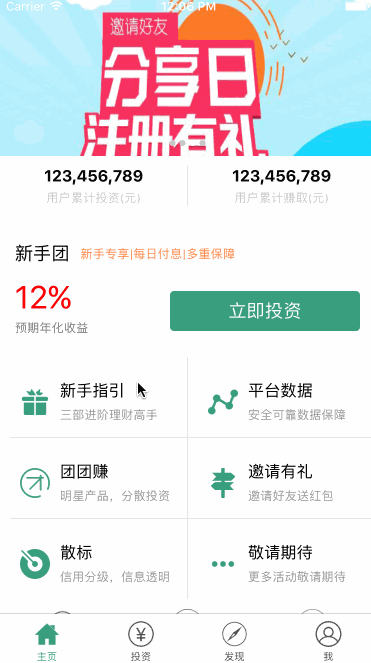 Carrier 12:06 PM
邀请好友
分享日
注册有礼
123,456,789 123,456,789
用户累计投资(元) 用户累计赚取(元)
新手团 新手专享|每日付息|多重保障
12%
预期年化收益
立即投资
新手指引 平台数据
三部进阶理财高手 安全可靠数据保障
团团赚 邀请有礼
明星产品，分散投资 邀请好友送红包
散标 敬请期待
信用分级，信息透明 更多活动敬请期待
主页 投资 发现 我